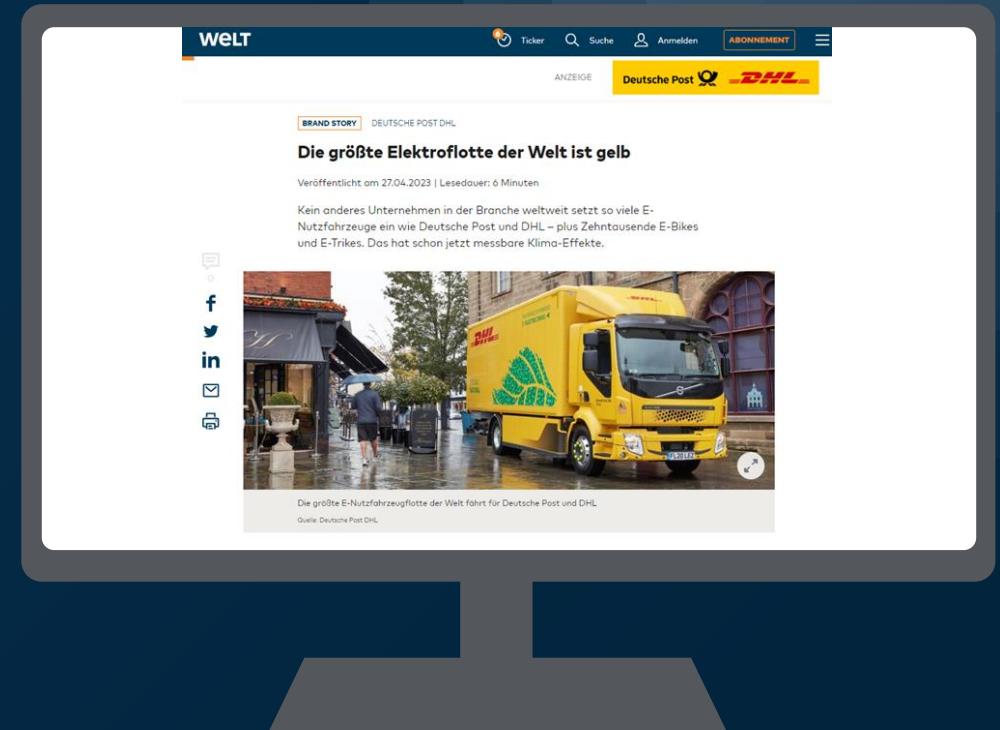 WELT
6
Ticker
Suche
Anmelden
ABONNEMENT
ANZEIGE
Deutsche Post
DHL
BRAND STORY
DEUTSCHE POST DHL
Die größte Elektroflotte der Welt ist gelb
Veröffentlicht am 27.04.2023 | Lesedauer: 6 Minuten
Kein anderes Unternehmen in der Branche weltweit setzt so viele E-
Nutzfahrzeuge ein wie Deutsche Post und DHL – plus Zehntausende E-Bikes
und E-Trikes. Das hat schon jetzt messbare Klima-Effekte.
0
DHL
DHL
Die größte E-Nutzfahrzeugflotte der Welt fährt für Deutsche Post und DHL
Quelle: Deutsche Post DHL